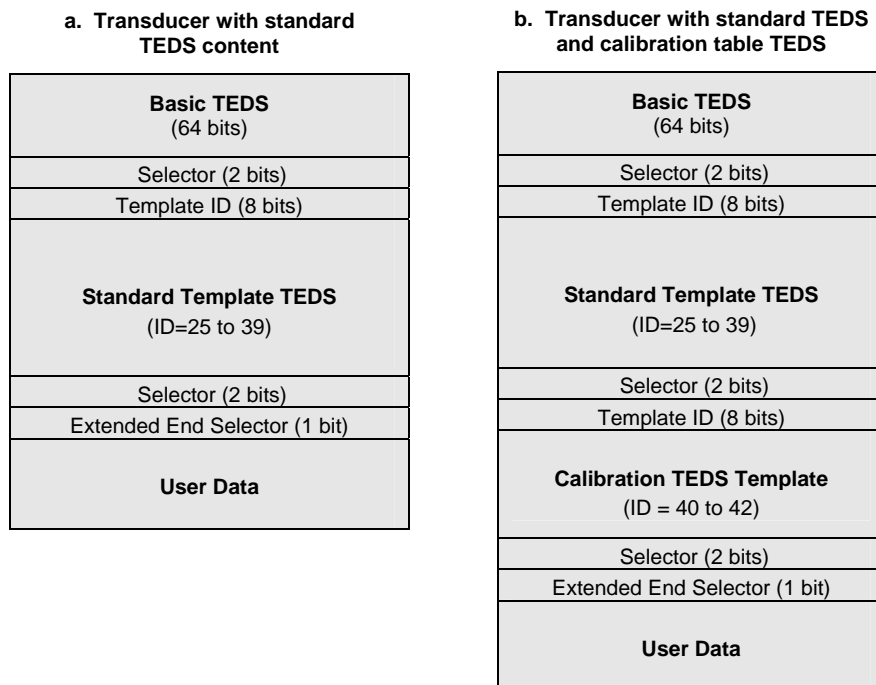 a. Transducer with standard
TEDS content
Basic TEDS
(64 bits)
Selector (2 bits)
Template ID (8 bits)
Standard Template TEDS
(ID=25 to 39)
Selector (2 bits)
Extended End Selector (1 bit)
User Data
b. Transducer with standard TEDS
and calibration table TEDS
Basic TEDS
(64 bits)
Selector (2 bits)
Template ID (8 bits)
Standard Template TEDS
(ID=25 to 39)
Selector (2 bits)
Template ID (8 bits)
Calibration TEDS Template
(ID = 40 to 42)
Selector (2 bits)
Extended End Selector (1 bit)
User Data